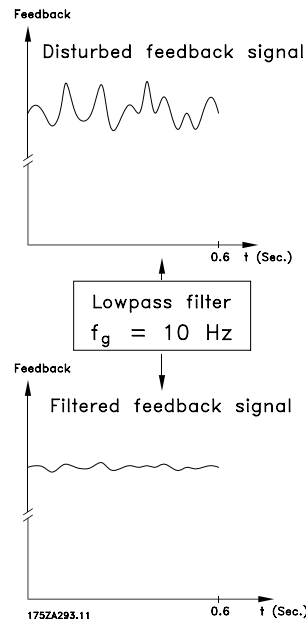 Feedback
Disturbed feedback signal
0.6 t (Sec.)
Lowpass filter
fg = 10 Hz
Feedback
Filtered feedback signal
0.6 t (Sec.)
175ZA293.11